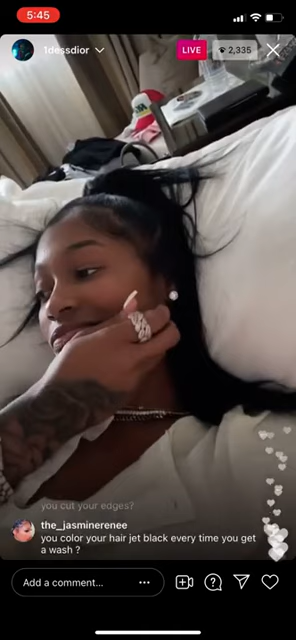 5:45
1dessdior
LIVE
2,335
you cut your edges?
the_jasminerenee
you color your hair jet black every time you get
a wash ?
Add a comment...